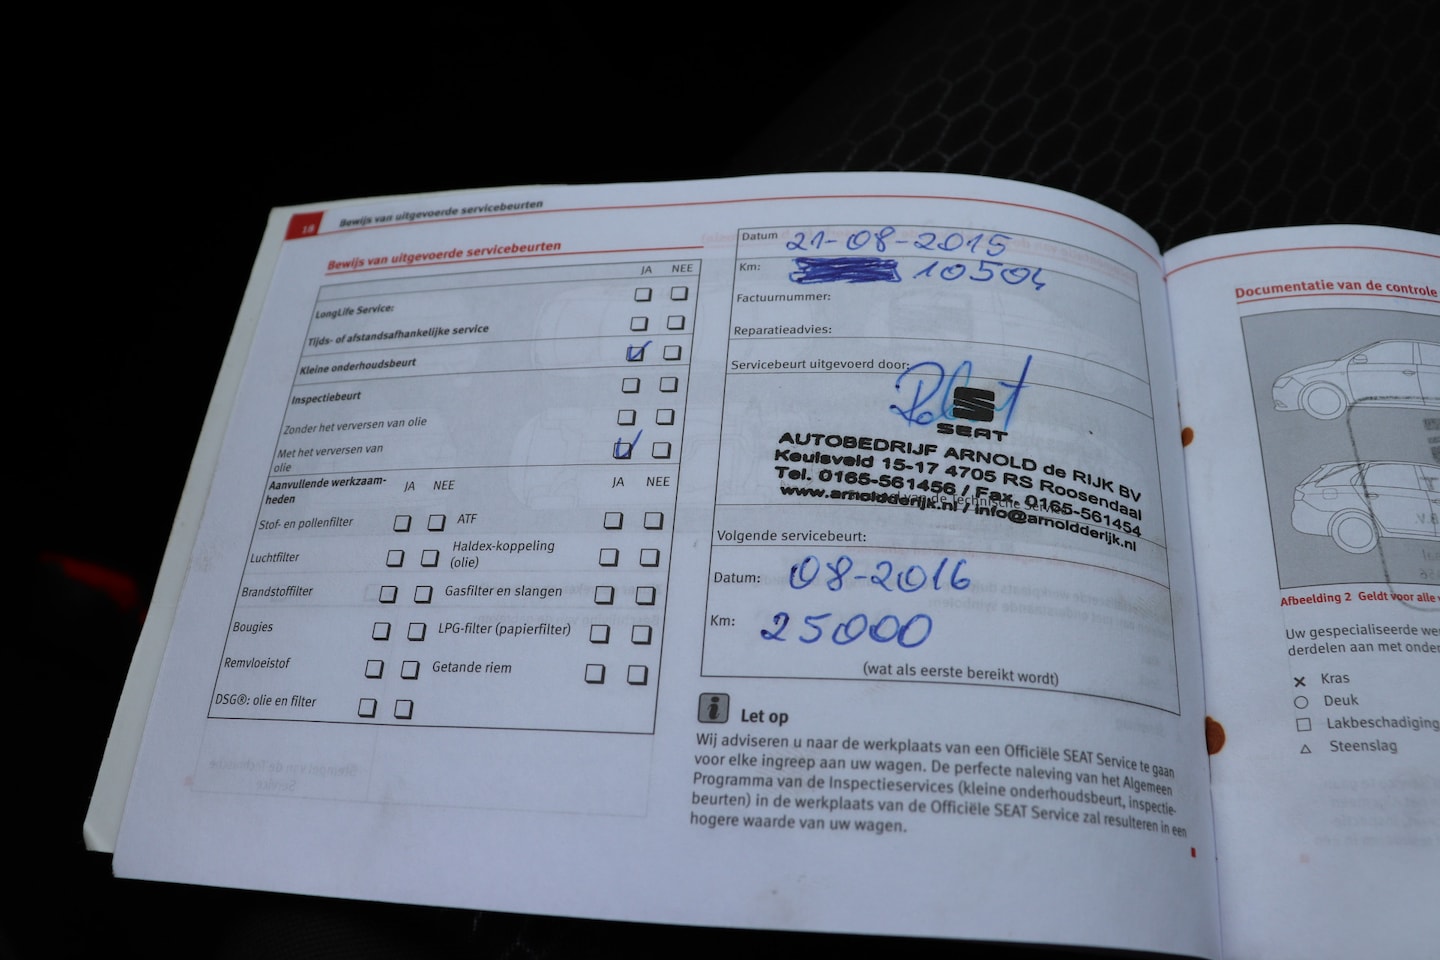 18 Bewijs van uitgevoerde servicebeurten
Bewijs van uitgevoerde servicebeurten
JA NEE
LongLife Service:
Tijds- of afstandsafhankelijke service
Kleine onderhoudsbeurt
Inspectiebeurt
Zonder het verversen van olie
Met het verversen van
olie
Aanvullende werkzaam-
heden
JA NEE JA NEE
Stof- en pollenfilter ATF
Luchtfilter Haldex-koppeling
(olie)
Brandstoffilter Gasfilter en slangen
Bougies LPG-filter (papierfilter)
Remvloeistof Getande riem
DSG®: olie en filter
Datum 21-08-2015
Km: 10504
Factuurnummer:
Reparatieadvies:
Servicebeurt uitgevoerd door:
SEAT
AUTOBEDRIJF ARNOLD de RIJK BV
Keulsveld 15-17 4705 RS Roosendaal
Tel. 0165-561456 / Fax. 0165-561454
www.arnoldderijk.nl / info@arnoldderijk.nl
van de Technische Service
Volgende servicebeurt:
Datum: 08-2016
Km: 25000
(wat als eerste bereikt wordt)
Let op
Wij adviseren u naar de werkplaats van een Officiële SEAT Service te gaan
voor elke ingreep aan uw wagen. De perfecte naleving van het Algemeen
Programma van de Inspectieservices (kleine onderhoudsbeurt, inspectie-
beurten) in de werkplaats van de Officiële SEAT Service zal resulteren in een
hogere waarde van uw wagen.
Documentatie van de controle
Afbeelding 2 Geldt voor alle
Uw gespecialiseerde
derdelen aan met
Kras
Deuk
Lakbeschadiging
Steenslag